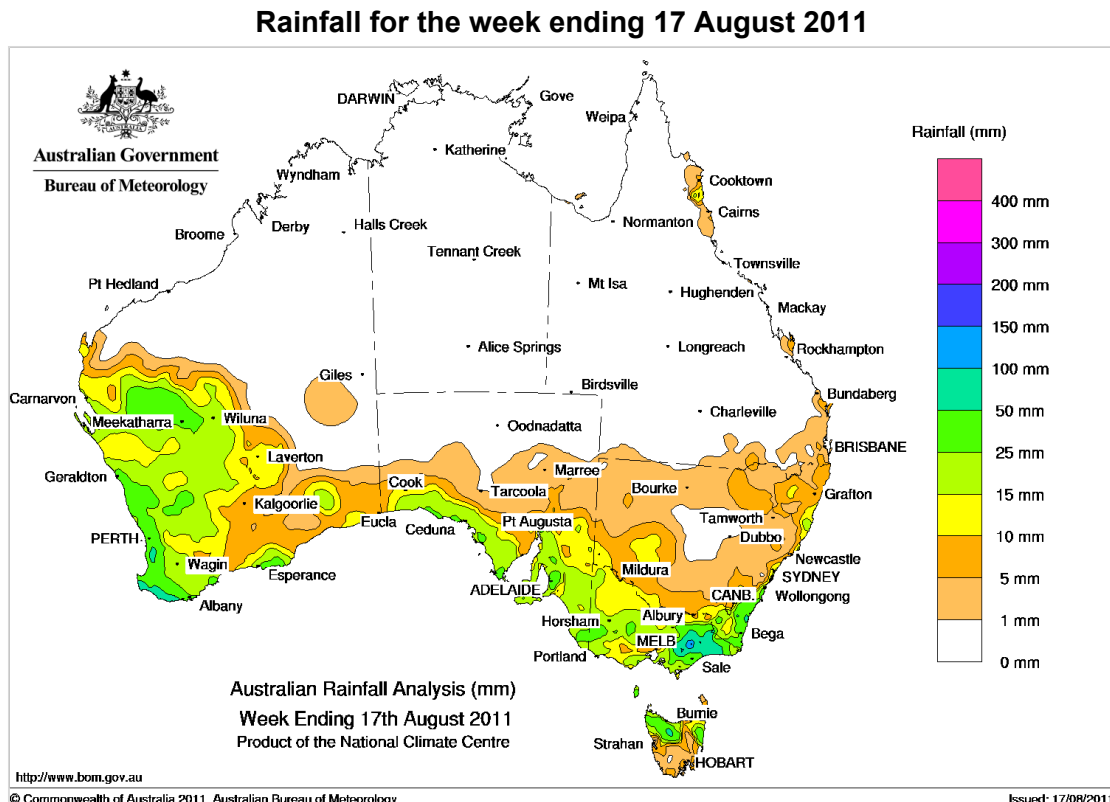 Rainfall for the week ending 17 August 2011
AUSTRALIA
Australian Government
Bureau of Meteorology
DARWIN
Gove
Weipa
Katherine
Wyndham
Cooktown
Cairns
Normanton
Halls Creek
Derby
Broome
Tennant Creek
Townsville
Pt Hedland
Mt Isa
Hughenden
Mackay
Alice Springs
Longreach
Rockhampton
Giles
Birdsville
Bundaberg
Carnarvon
Charleville
Meekatharra
Wiluna
Oodnadatta
BRISBANE
Laverton
Marree
Geraldton
Cook
Tarcoola
Bourke
Grafton
Kalgoorlie
Eucla
Ceduna
Pt Augusta
Tamworth
PERTH
Dubbo
Wagin
Esperance
Mildura
Newcastle
SYDNEY
ADELAIDE
CANB.
Wollongong
Albany
Horsham
Albury
MELB
Bega
Portland
Sale
Burnie
Strahan
HOBART
Rainfall (mm)
400 mm
300 mm
200 mm
150 mm
100 mm
50 mm
25 mm
15 mm
10 mm
5 mm
1 mm
0 mm
Australian Rainfall Analysis (mm)
Week Ending 17th August 2011
Product of the National Climate Centre
http://www.bom.gov.au
© Commonwealth of Australia 2011, Australian Bureau of Meteorology
Issued: 17/08/2011